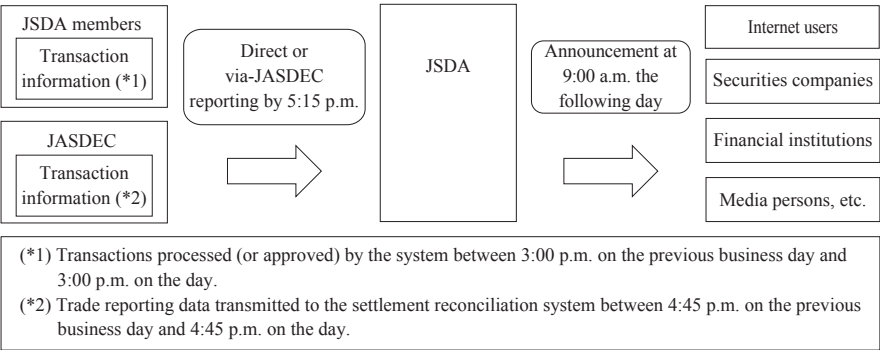 JSDA members
Transaction
information (*1)
JASDEC
Transaction
information (*2)
Direct or
via-JASDEC
reporting by 5:15 p.m.
JSDA
Announcement at
9:00 a.m. the
following day
Internet users
Securities companies
Financial institutions
Media persons, etc.
(*1) Transactions processed (or approved) by the system between 3:00 p.m. on the previous business day and
3:00 p.m. on the day.
(*2) Trade reporting data transmitted to the settlement reconciliation system between 4:45 p.m. on the previous
business day and 4:45 p.m. on the day.